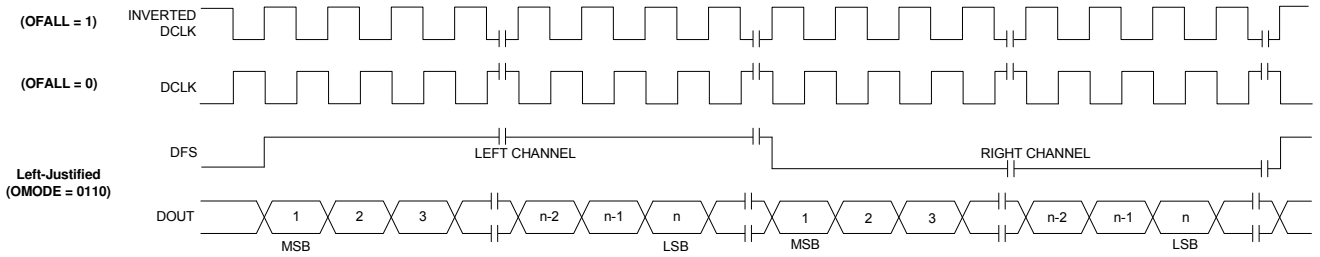 (OFALL = 1)
INVERTED
DCLK
(OFALL = 0)
DCLK
DFS
LEFT CHANNEL
RIGHT CHANNEL
Left-Justified
(OMODE = 0110)
DOUT
1 2 3 n-2 n-1 n 1 2 3 n-2 n-1 n
MSB LSB MSB LSB